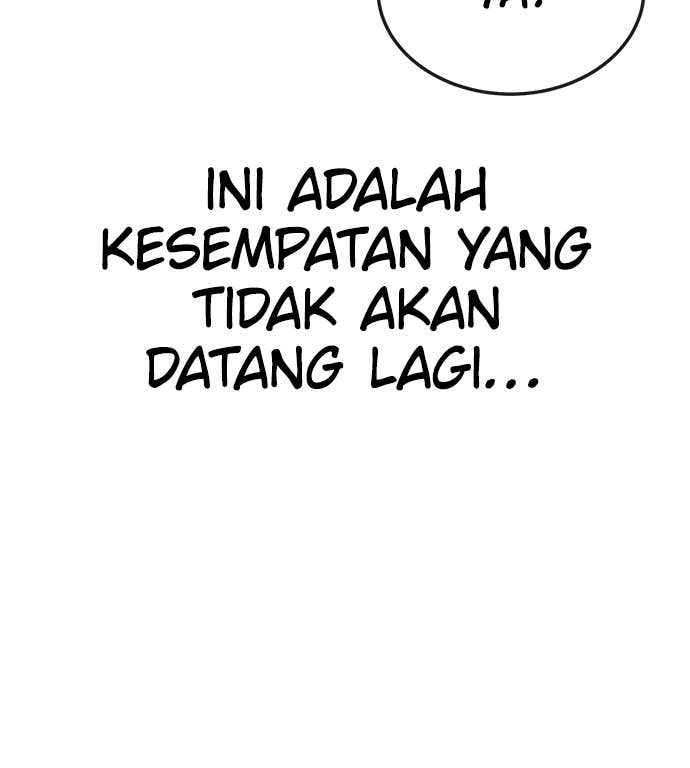 INI ADALAH
KESEMPATAN YANG
TIDAK AKAN
DATANG LAGI...